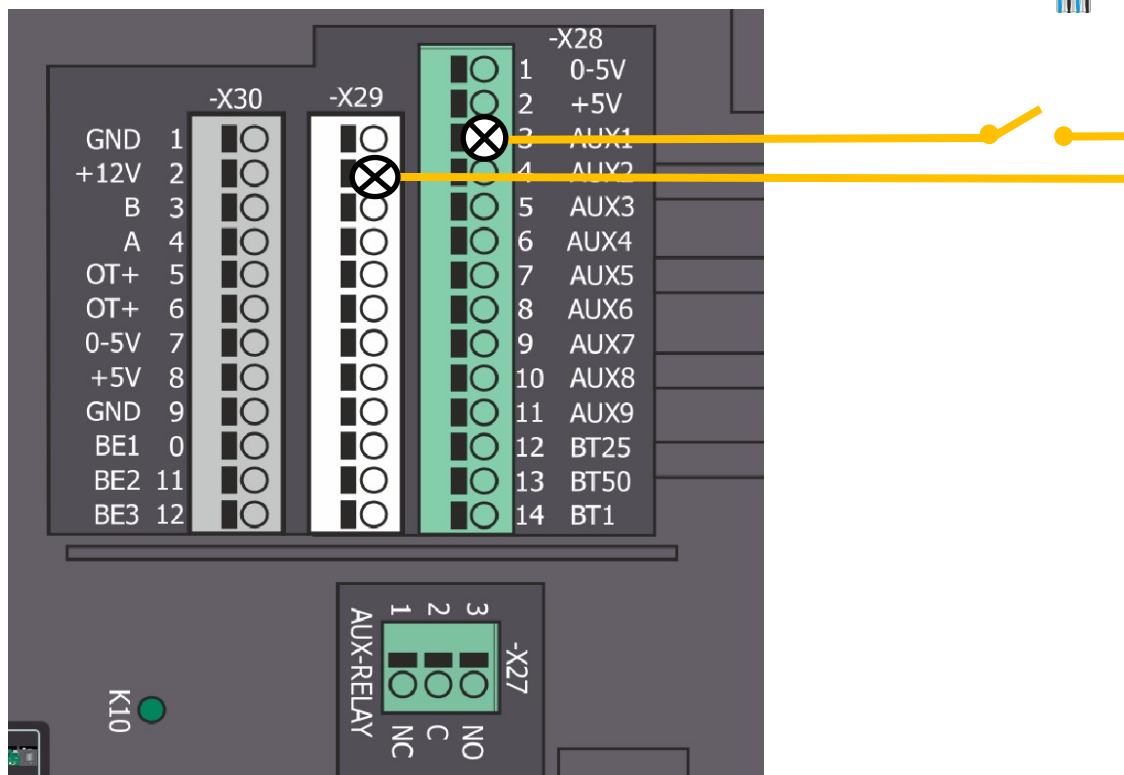 -X28
1 0-5V
2 +5V
-X30
-X29
GND 1
3 AUX1
+12V 2
4 AUX2
B 3
5 AUX3
A 4
6 AUX4
OT+ 5
7 AUX5
OT+ 6
8 AUX6
0-5V 7
9 AUX7
+5V 8
10 AUX8
GND 9
11 AUX9
BE1 0
12 BT25
BE2 11
13 BT50
BE3 12
14 BT1
AUX-RELAY
1 2 3
-X27
NC C NO
K10